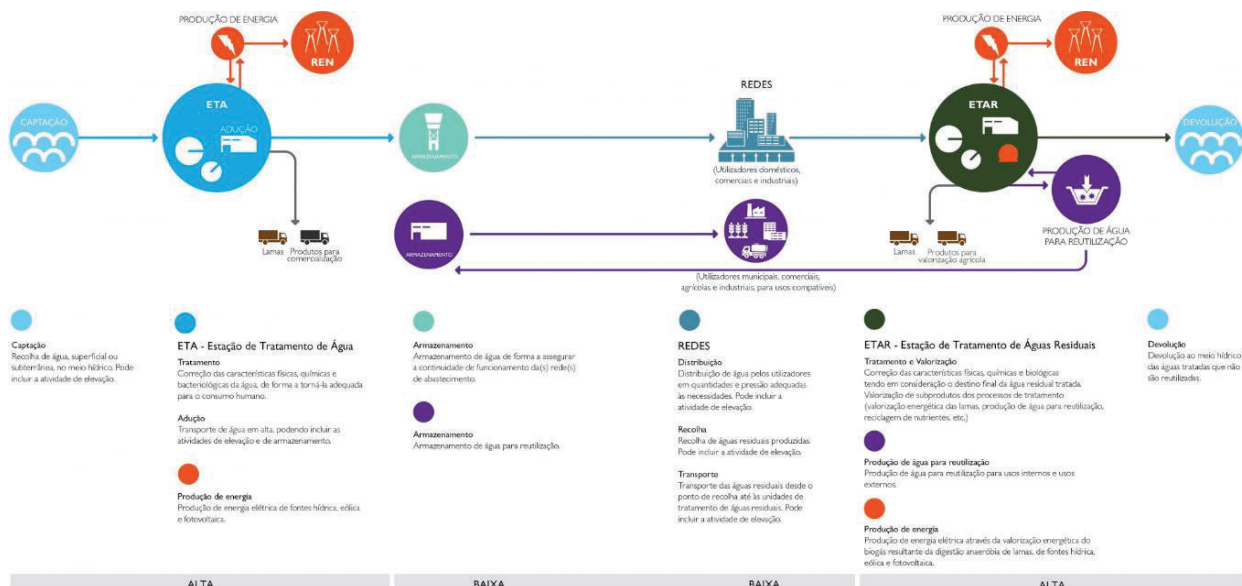 PRODUÇÃO DE ENERGIA
REN
ETA
ADUÇÃO
CAPTAÇÃO
ARMAZENAMENTO
REDES
(Utilizadores domésticos,
comerciais e industriais)
PRODUÇÃO DE ENERGIA
REN
ETAR
DEVOLUÇÃO
Lamas
Produtos para
comercialização
ARMAZENAMENTO
(Utilizadores municipais, comerciais,
agrícolas e industriais, para usos compatíveis)
Lamas
Produtos para
valorização agrícola
PRODUÇÃO DE ÁGUA
PARA REUTILIZAÇÃO
Captação
Recolha de água, superficial ou
subterrânea, no meio hídrico. Pode
incluir a atividade de elevação.
ETA - Estação de Tratamento de Água
Tratamento
Correção das características físicas, químicas e
bacteriológicas da água, de forma a torná-la adequada
para o consumo humano.
Adução
Transporte de água em alta, podendo incluir as
atividades de elevação e de armazenamento.
Produção de energia
Produção de energia elétrica de fontes hídrica, eólica
e fotovoltaica.
Armazenamento
Armazenamento de água de forma a assegurar
a continuidade de funcionamento da(s) rede(s)
de abastecimento.
Armazenamento
Armazenamento de água para reutilização.
REDES
Distribuição
Distribuição de água pelos utilizadores
em quantidades e pressão adequadas
às necessidades. Pode incluir a
atividade de elevação.
Recolha
Recolha de águas residuais produzidas.
Pode incluir a atividade de elevação.
Transporte
Transporte das águas residuais desde o
ponto de recolha até às unidades de
tratamento de águas residuais. Pode
incluir a atividade de elevação.
ETAR - Estação de Tratamento de Águas Residuais
Tratamento e Valorização
Correção das características físicas, químicas e biológicas
tendo em consideração o destino final da água residual tratada.
Valorização de subprodutos dos processos de tratamento
(valorização energética das lamas, produção de água para reutilização,
reciclagem de nutrientes, etc.)
Produção de água para reutilização
Produção de água para reutilização para usos internos e usos
externos.
Produção de energia
Produção de energia elétrica através da valorização energética do
biogás resultante da digestão anaeróbia de lamas, de fontes hídrica,
eólica e fotovoltaica.
Devolução
Devolução ao meio hídrico
das águas tratadas que não
são reutilizadas.
ALTA
BAIXA
BAIXA
ALTA